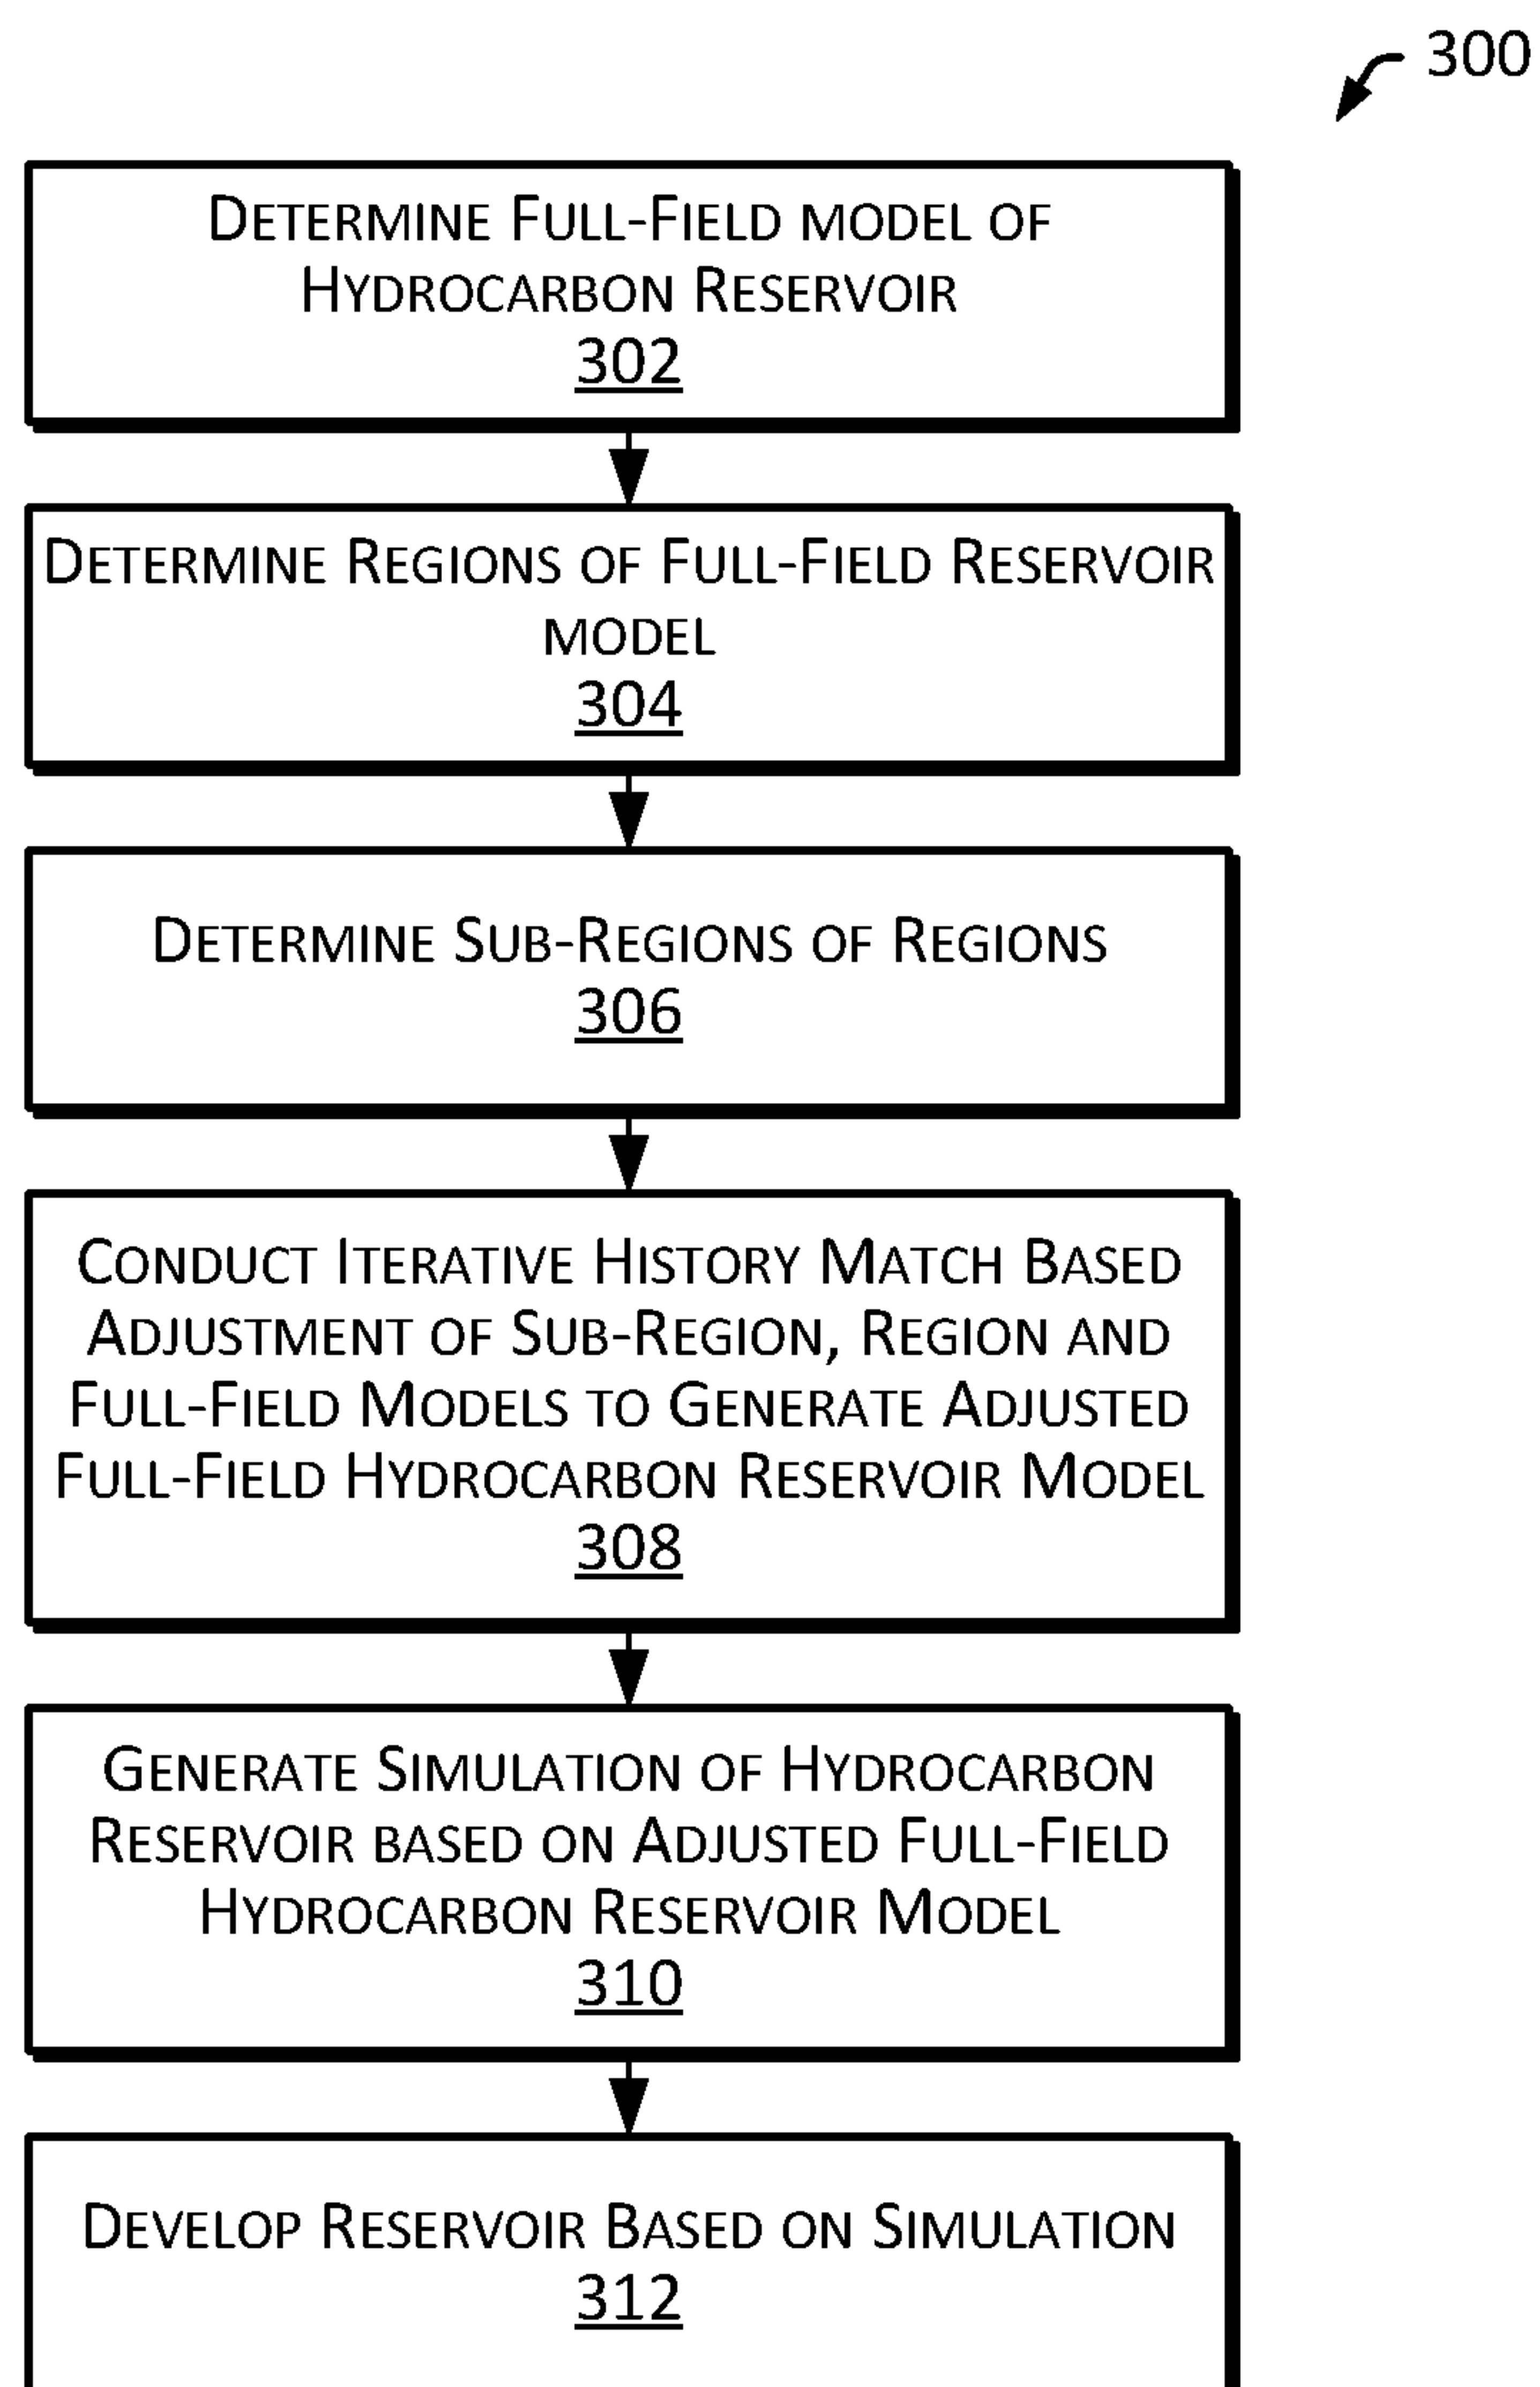 300
Determine Full-Field model of
Hydrocarbon Reservoir
302
Determine Regions of Full-Field Reservoir
model
304
Determine Sub-Regions of Regions
306
Conduct Iterative History Match Based
Adjustment of Sub-Region, Region and
Full-Field Models to Generate Adjusted
Full-Field Hydrocarbon Reservoir Model
308
Generate Simulation of Hydrocarbon
Reservoir based on Adjusted Full-Field
Hydrocarbon Reservoir Model
310
Develop Reservoir Based on Simulation
312